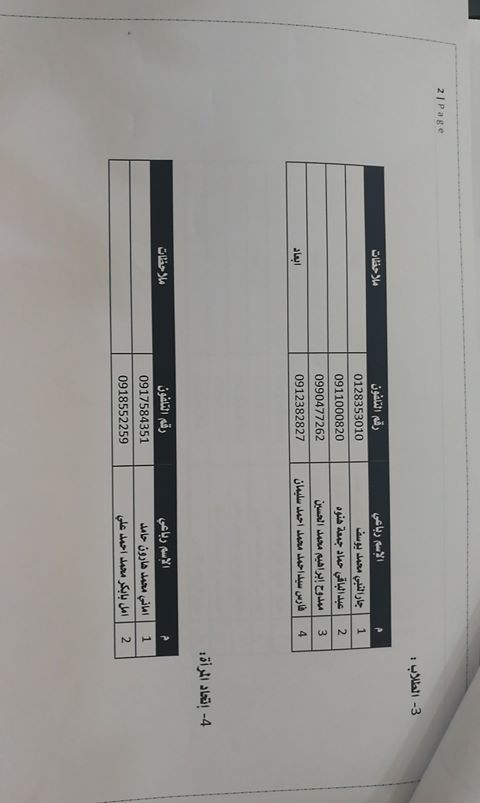 2 | Page
3- الطلاب :
م الإسم رباعي رقم التلفون ملاحظات
1 جارالنبي محمد يوسف 0128353010
2 عبدالباقي حماد جمعة هنوه 0911000820
3 ممدوح إبراهيم محمد الحسين 0990477262
4 فارس سيداحمد محمد احمد سليمان 0912382827 ابعاد
4- إتحاد المرأة :
م الإسم رباعي رقم التلفون ملاحظات
1 اماني محمد هارون حامد 0917584351
2 امل بابكر محمد احمد علي 0918552259